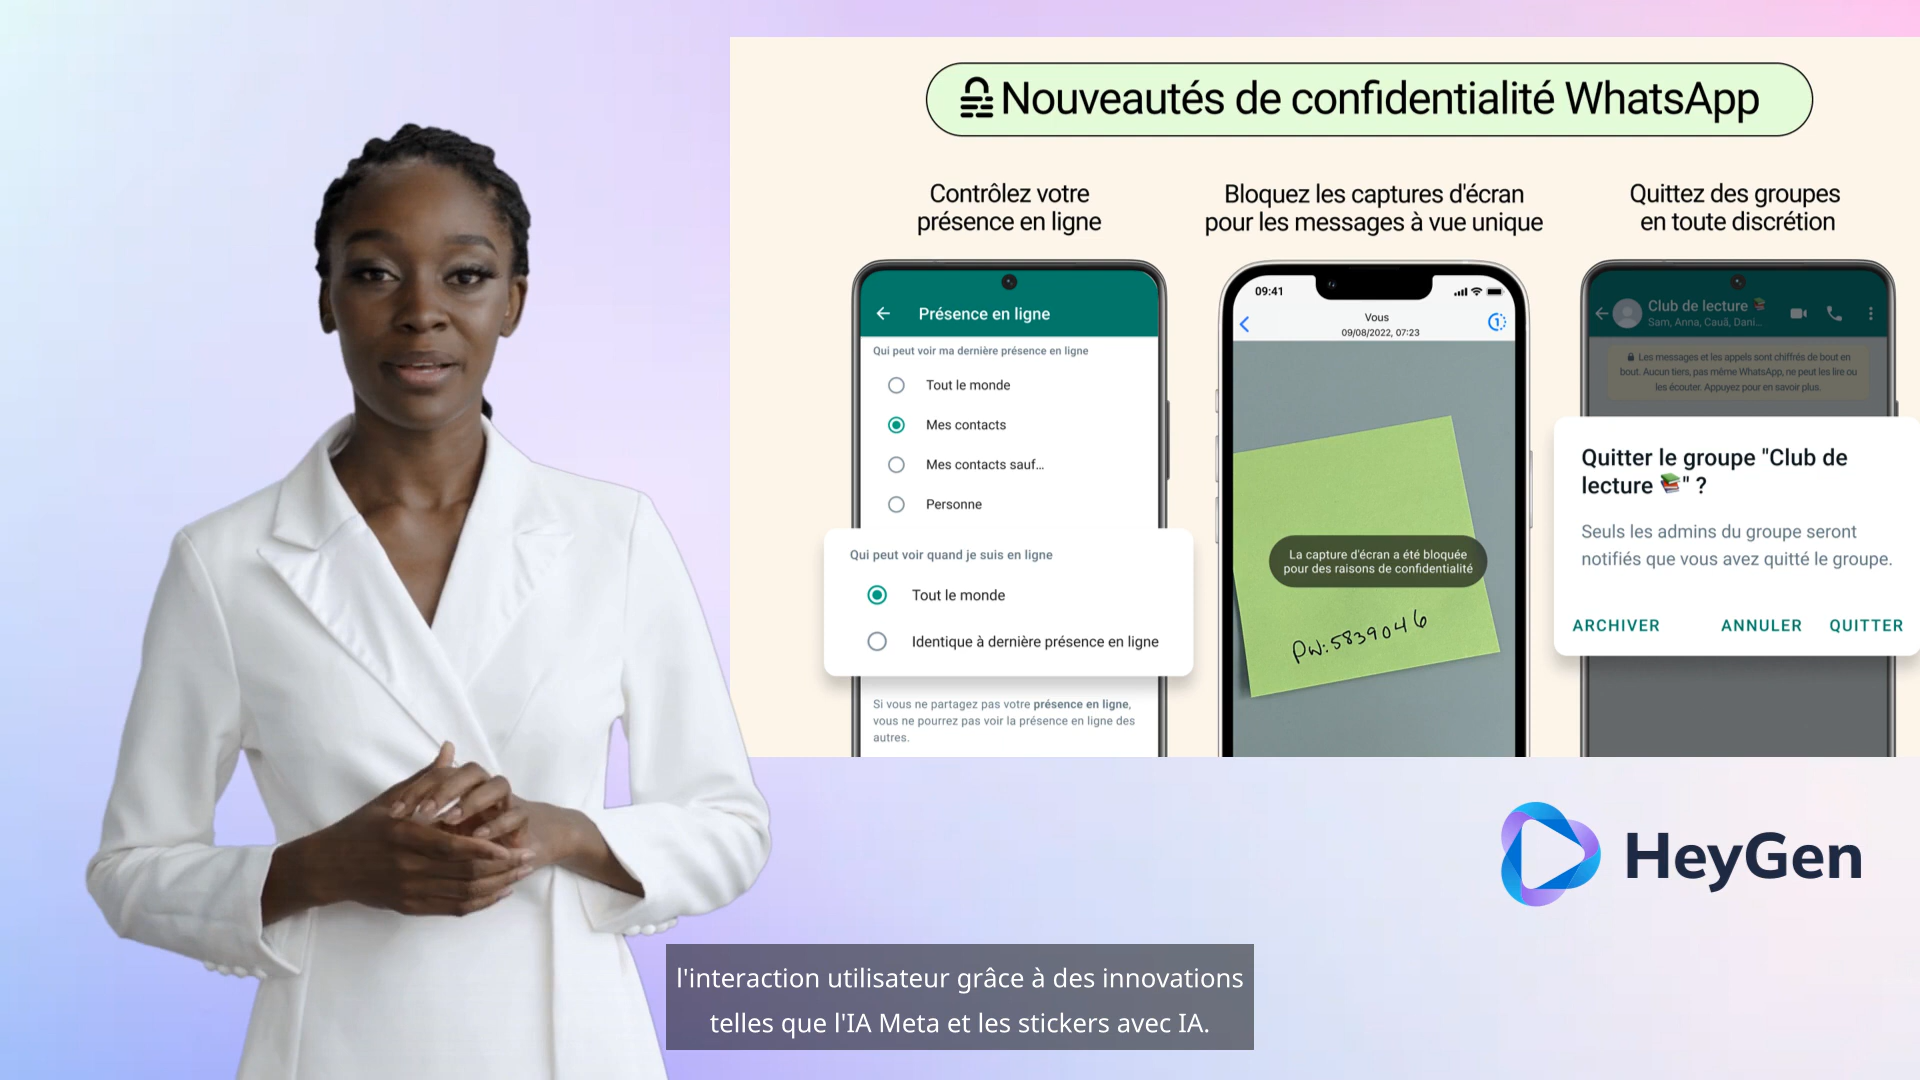 Nouveautés de confidentialité WhatsApp
Contrôlez votre
présence en ligne
Présence en ligne
Qui peut voir ma dernière présence en ligne
Tout le monde
Mes contacts
Mes contacts sauf...
Personne
Qui peut voir quand je suis en ligne
Tout le monde
Identique à dernière présence en ligne
Si vous ne partagez pas votre présence en ligne,
vous ne pourrez pas voir la présence en ligne des
autres.
Bloquez les captures d'écran
pour les messages à vue unique
09:41
Vous
09/08/2022, 07:23
1
La capture d'écran a été bloquée
pour des raisons de confidentialité
PW: 5839046
Quittez des groupes
en toute discrétion
Club de lecture 📚
Sam, Anna, Cauã, Dani...
Les messages et les appels sont chiffrés de bout en
bout. Aucun tiers, pas même WhatsApp, ne peut les lire ou
les écouter. Appuyez pour en savoir plus.
Quitter le groupe "Club de
lecture 📚" ?
Seuls les admins du groupe seront
notifiés que vous avez quitté le groupe.
ARCHIVER ANNULER QUITTER
HeyGen
l'interaction utilisateur grâce à des innovations
telles que l'IA Meta et les stickers avec IA.